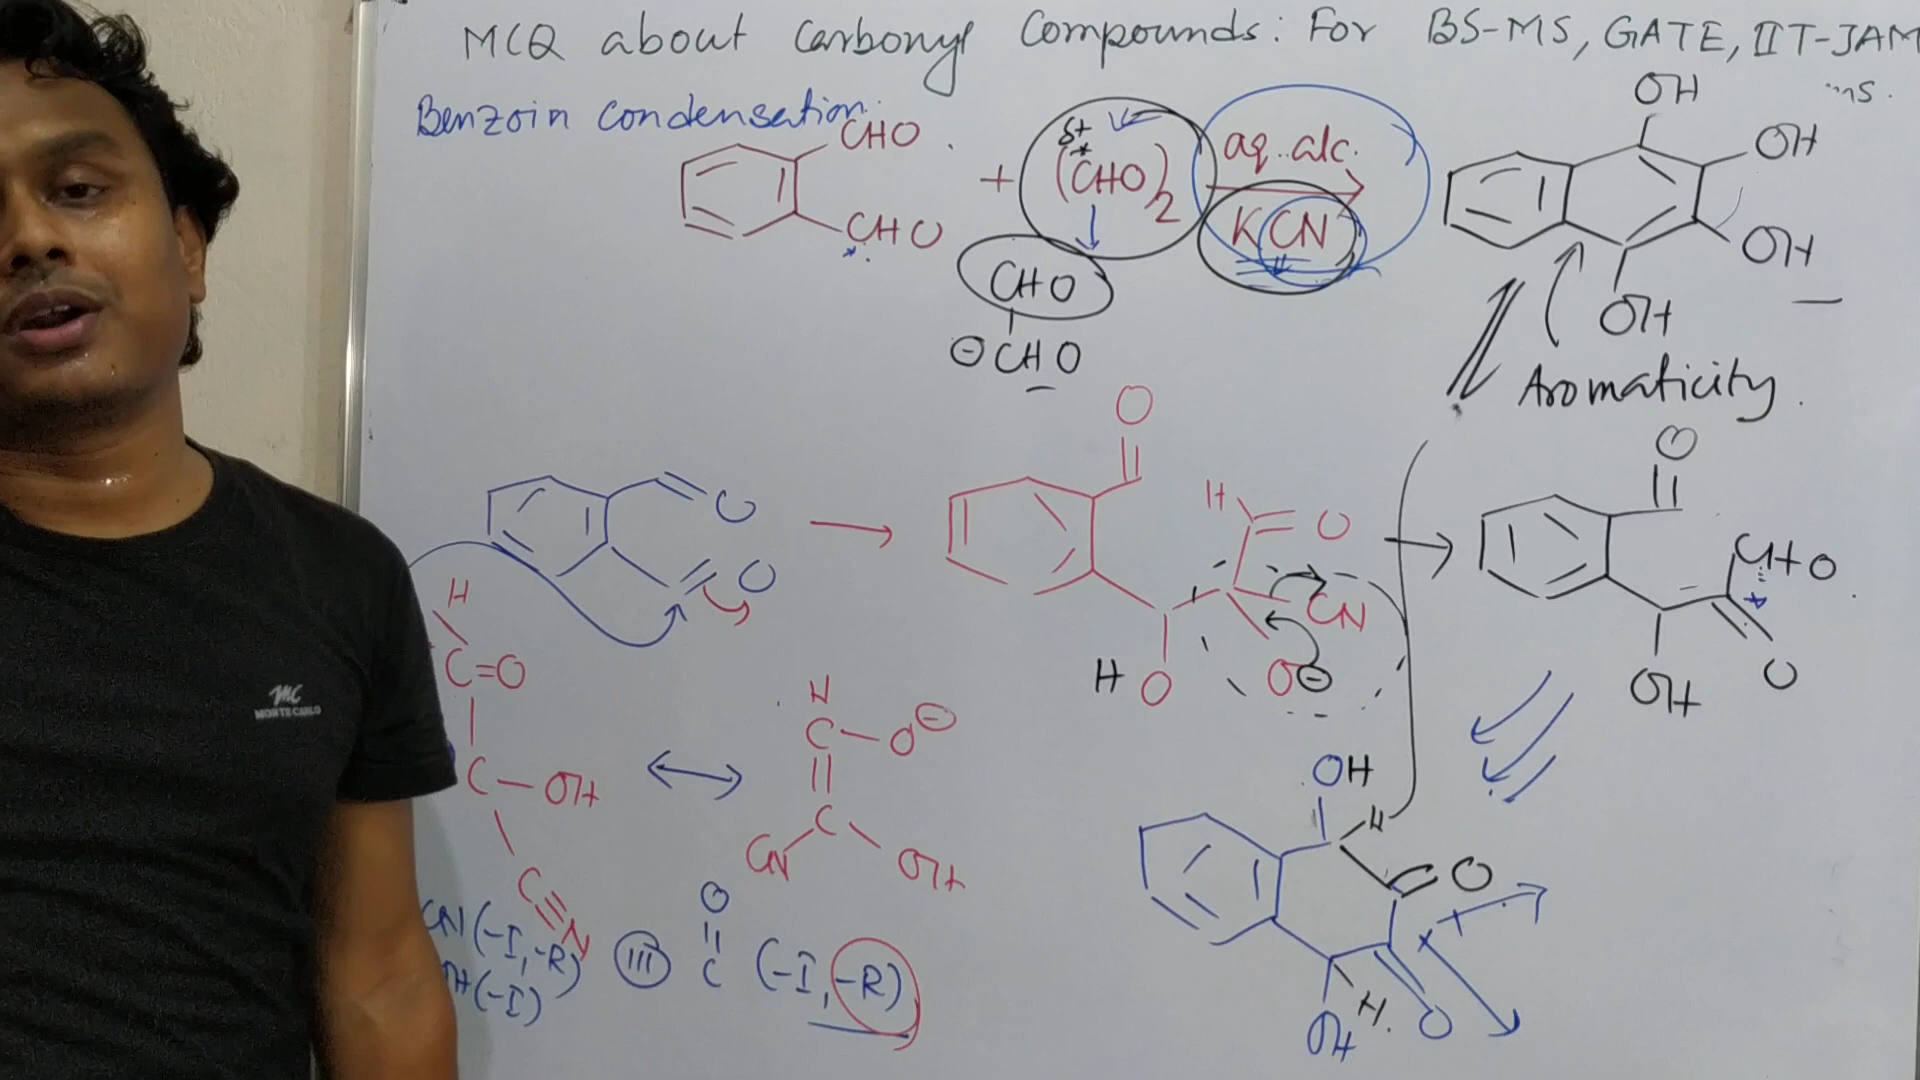 MCQ about Carbonyl Compounds: For BS-MS, GATE, IIT-JAM
Benzoin condensation:
CHO
+
δ+
*
(CHO)2
aq. alc.
KCN
OH
OH
OH
OH
CHO
*
CHO
⊖CHO
Aromaticity.
O
O
O
H
O
CN
HO
O⊖
O
CHO
O
OH
H
C=O
C-OH
C≡N
H
C-O⊖
C
CN
OH
OH
H
O
O
H.
OH
CN(-I,-R)
OH(-I)
III
O
C
(-I,-R)
MC
MONTECARLO